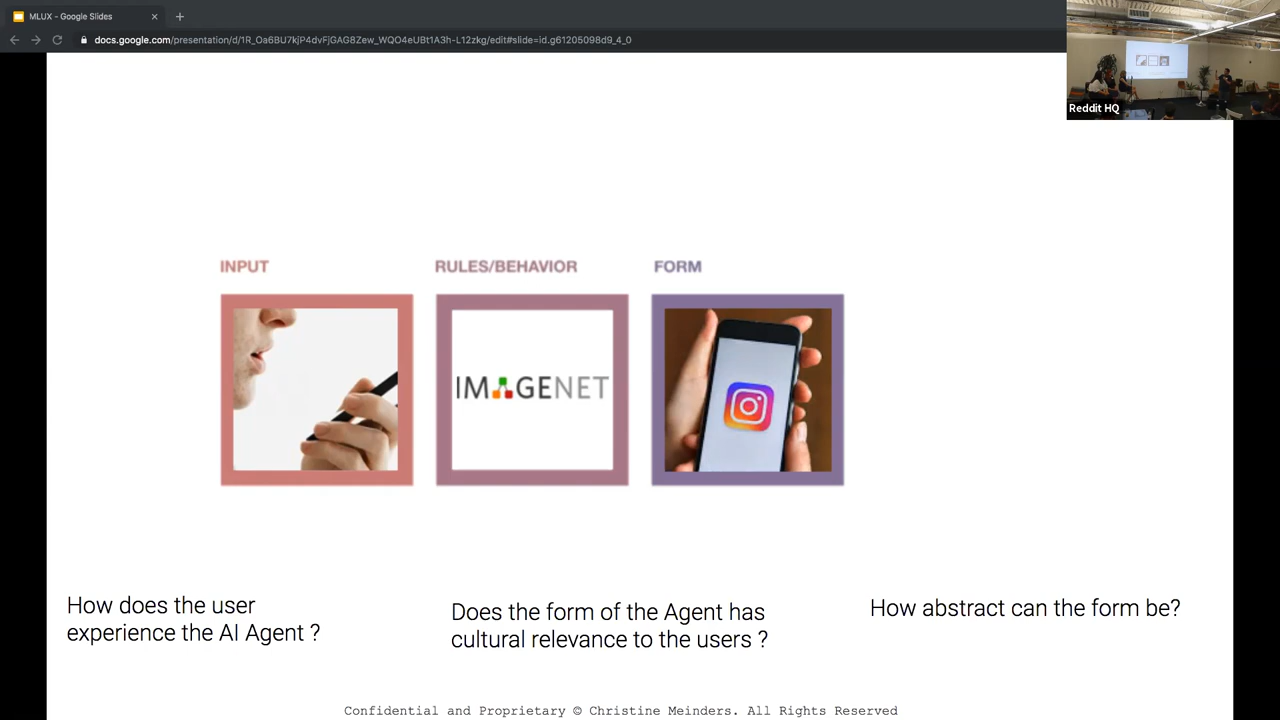 MLUX - Google Slides
docs.google.com/presentation/d/1R_Oa6BU7kjP4dvFjGAG8Zew_WQO4eUBt1A3h-L12zkg/edit#slide=id.g61205098d9_4_0
Reddit HQ
INPUT
RULES/BEHAVIOR
FORM
IMAGENET
How does the user
experience the AI Agent ?
Does the form of the Agent has
cultural relevance to the users ?
How abstract can the form be?
Confidential and Proprietary © Christine Meinders. All Rights Reserved